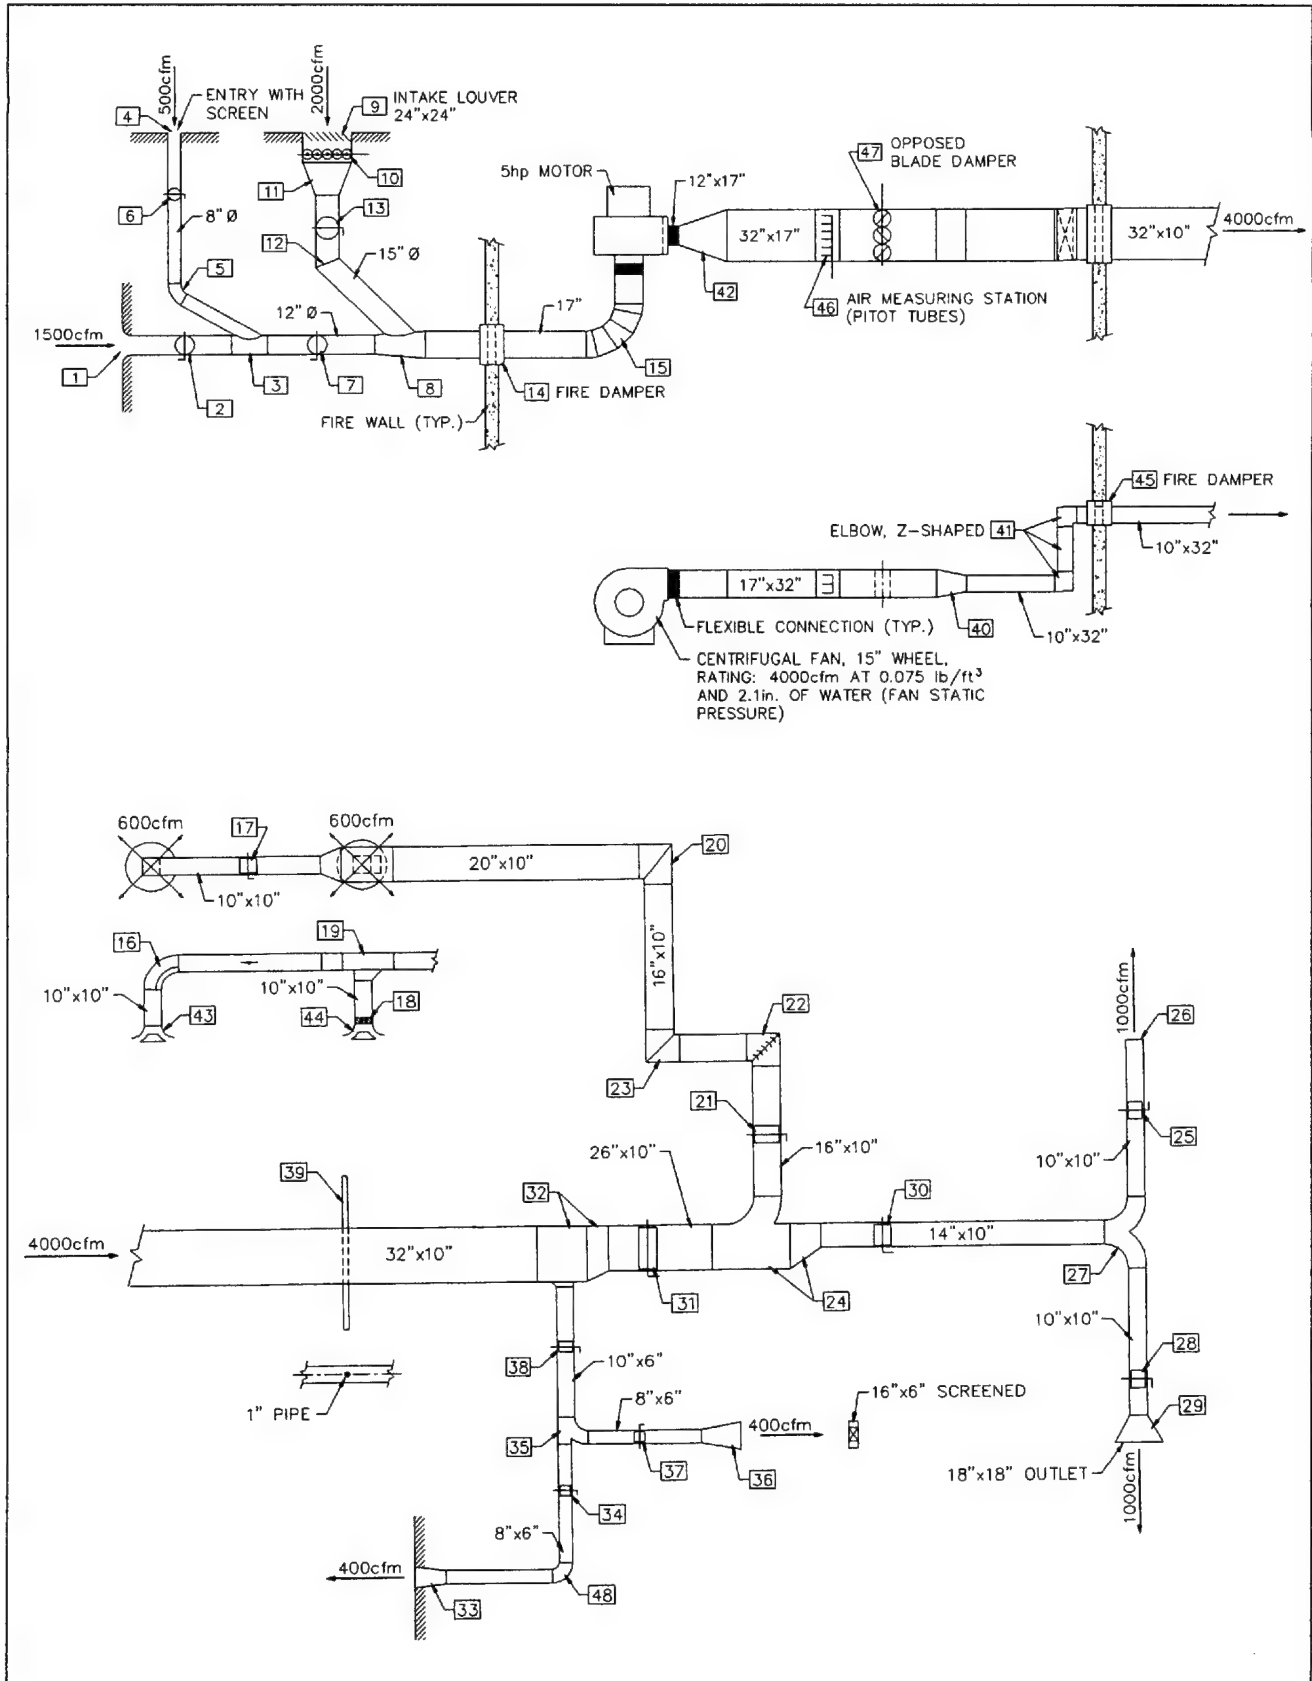 500cfm
2000cfm
4
ENTRY WITH
SCREEN
9
INTAKE LOUVER
24"x24"
10
11
6
8" Ø
13
12
5
15" Ø
12" Ø
1500cfm
1
2
3
7
8
17"
14 FIRE DAMPER
15
FIRE WALL (TYP.)
5hp MOTOR
12"x17"
32"x17"
42
47
OPPOSED
BLADE DAMPER
46
AIR MEASURING STATION
(PITOT TUBES)
32"x10"
4000cfm
45 FIRE DAMPER
ELBOW, Z-SHAPED 41
10"x32"
17"x32"
FLEXIBLE CONNECTION (TYP.)
40
10"x32"
CENTRIFUGAL FAN, 15" WHEEL,
RATING: 4000cfm AT 0.075 lb/ft³
AND 2.1in. OF WATER (FAN STATIC
PRESSURE)
600cfm
17
600cfm
20"x10"
20
10"x10"
16
19
16"x10"
10"x10"
10"x10"
18
43
44
22
23
21
16"x10"
26"x10"
1000cfm
26
25
10"x10"
39
32
30
4000cfm
32"x10"
14"x10"
31
24
27
10"x10"
38
10"x6"
28
1" PIPE
8"x6"
400cfm
16"x6" SCREENED
29
35
37
36
18"x18" OUTLET
34
1000cfm
8"x6"
400cfm
33
48